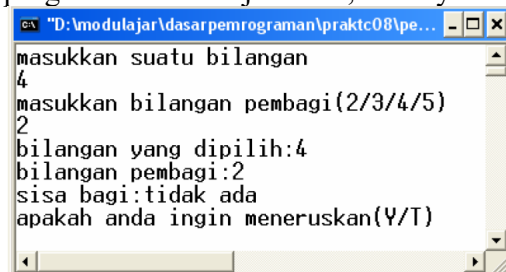 "D:\modulajar\dasarpemrograman\praktc08\pe...
masukkan suatu bilangan
4
masukkan bilangan pembagi(2/3/4/5)
2
bilangan yang dipilih:4
bilangan pembagi:2
sisa bagi:tidak ada
apakah anda ingin meneruskan(Y/T)